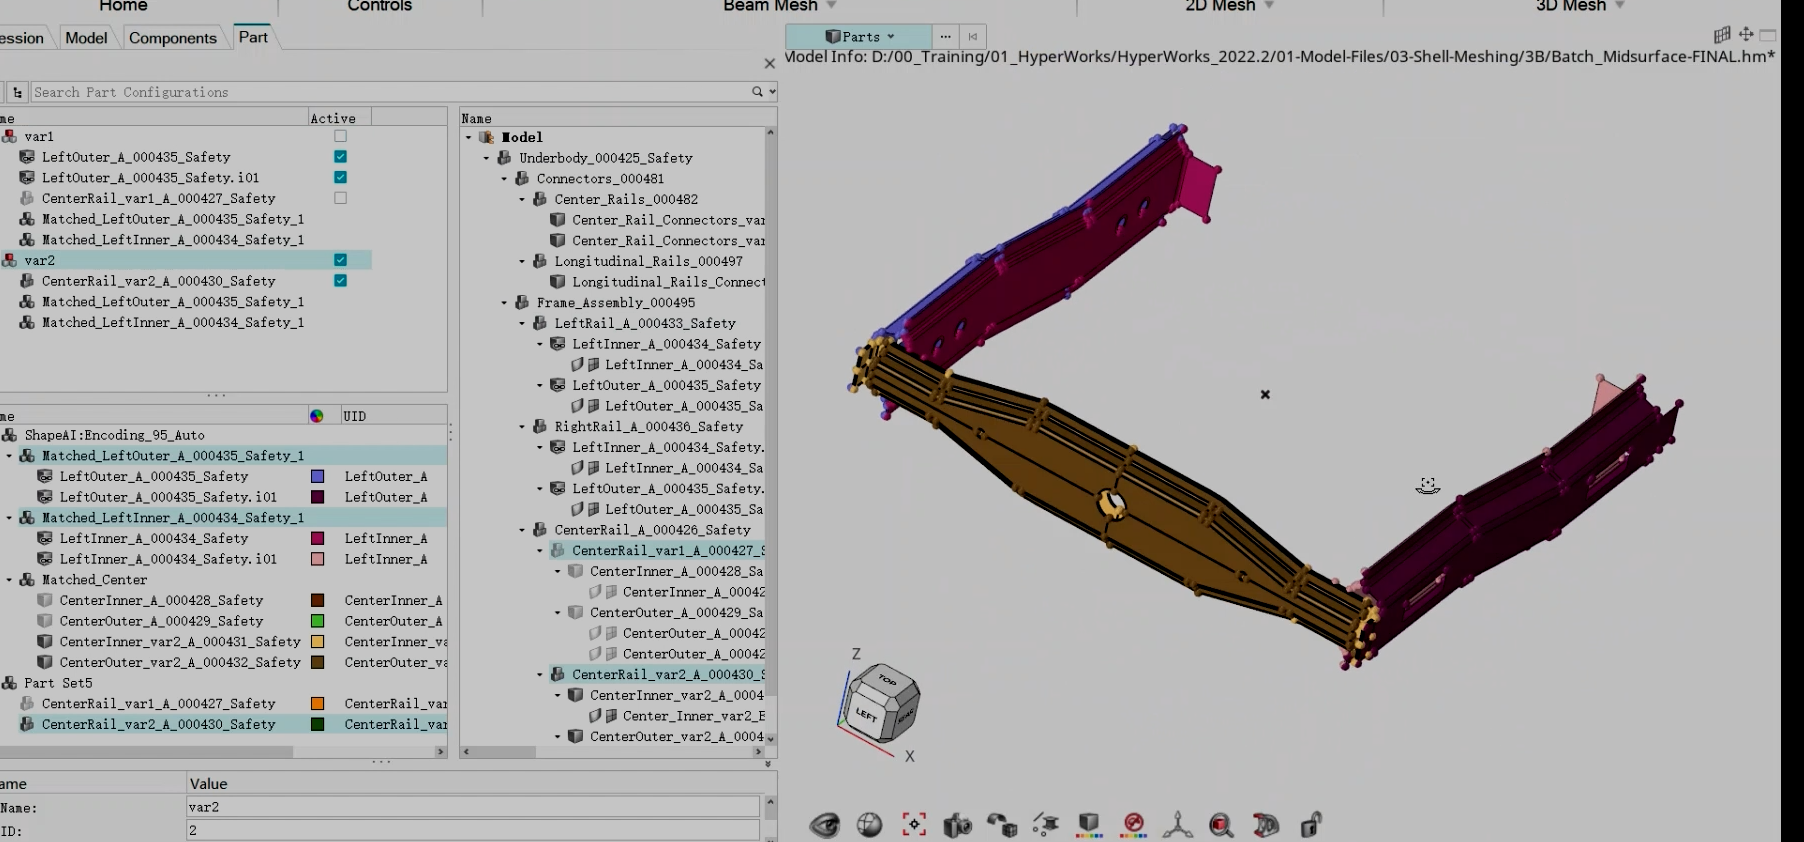 Home
Controls
Beam Mesh
2D Mesh
3D Mesh
ession
Model
Components
Part
Parts
Model Info: D:/00_Training/01_HyperWorks/HyperWorks_2022.2/01-Model-Files/03-Shell-Meshing/3B/Batch_Midsurface-FINAL.hm*
Search Part Configurations
me
Active
var1
LeftOuter_A_000435_Safety
LeftOuter_A_000435_Safety.i01
CenterRail_var1_A_000427_Safety
Matched_LeftOuter_A_000435_Safety_1
Matched_LeftInner_A_000434_Safety_1
var2
CenterRail_var2_A_000430_Safety
Matched_LeftOuter_A_000435_Safety_1
Matched_LeftInner_A_000434_Safety_1
me
UID
ShapeAI:Encoding_95_Auto
Matched_LeftOuter_A_000435_Safety_1
LeftOuter_A_000435_Safety
LeftOuter_A
LeftOuter_A_000435_Safety.i01
LeftOuter_A
Matched_LeftInner_A_000434_Safety_1
LeftInner_A_000434_Safety
LeftInner_A
LeftInner_A_000434_Safety.i01
LeftInner_A
Matched_Center
CenterInner_A_000428_Safety
CenterInner_A
CenterOuter_A_000429_Safety
CenterOuter_A
CenterInner_var2_A_000431_Safety
CenterInner_va
CenterOuter_var2_A_000432_Safety
CenterOuter_va
Part Set5
CenterRail_var1_A_000427_Safety
CenterRail_var
CenterRail_var2_A_000430_Safety
CenterRail_var
Name
Model
Underbody_000425_Safety
Connectors_000481
Center_Rails_000482
Center_Rail_Connectors_var
Center_Rail_Connectors_var
Longitudinal_Rails_000497
Longitudinal_Rails_Connect
Frame_Assembly_000495
LeftRail_A_000433_Safety
LeftInner_A_000434_Safety
LeftInner_A_000434_Sa
LeftOuter_A_000435_Safety
LeftOuter_A_000435_Sa
RightRail_A_000436_Safety
LeftInner_A_000434_Safety.
LeftInner_A_000434_Sa
LeftOuter_A_000435_Safety.
LeftOuter_A_000435_Sa
CenterRail_A_000426_Safety
CenterRail_var1_A_000427_S
CenterInner_A_000428_Sa
CenterInner_A_00042
CenterOuter_A_000429_Sa
CenterOuter_A_00042
CenterOuter_A_00042
CenterRail_var2_A_000430_S
CenterInner_var2_A_0004
Center_Inner_var2_E
CenterOuter_var2_A_0004
ame
Value
Name:
var2
ID:
2
Z
TOP
LEFT
REAR
X